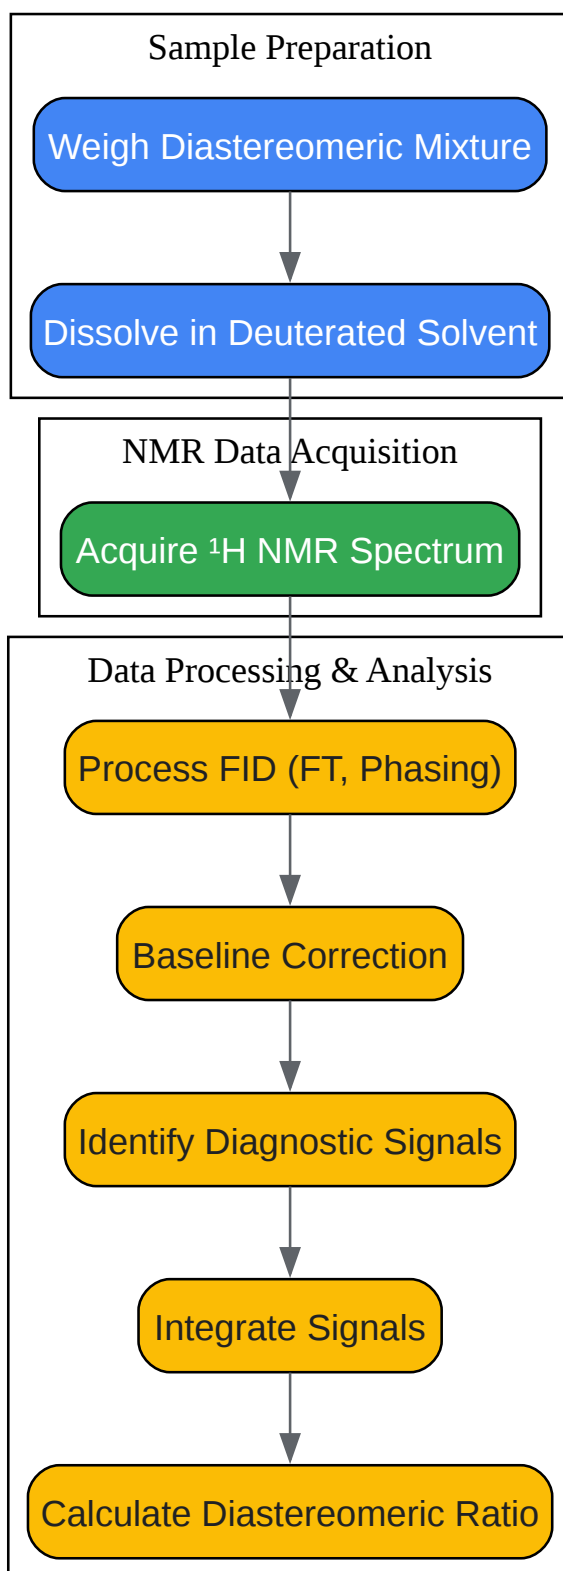 Sample Preparation
Weigh Diastereomeric Mixture
Dissolve in Deuterated Solvent
NMR Data Acquisition
Acquire ¹H NMR Spectrum
Data Processing & Analysis
Process FID (FT, Phasing)
Baseline Correction
Identify Diagnostic Signals
Integrate Signals
Calculate Diastereomeric Ratio